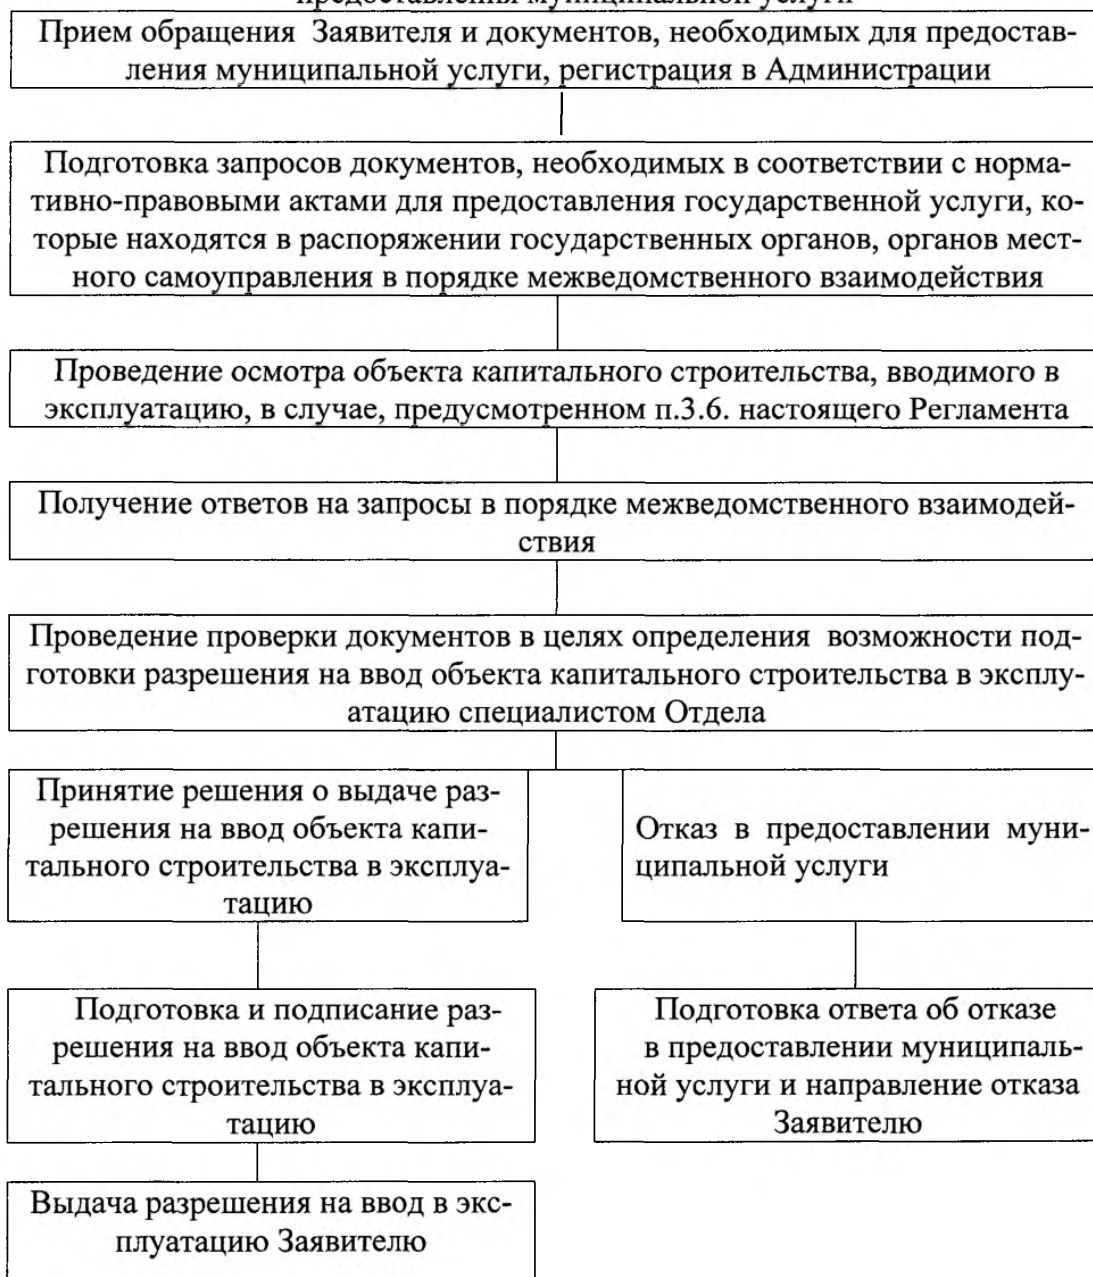 предоставления муниципальной услуги
Прием обращения Заявителя и документов, необходимых для предостав-
ления муниципальной услуги, регистрация в Администрации
Подготовка запросов документов, необходимых в соответствии с норма-
тивно-правовыми актами для предоставления государственной услуги, ко-
торые находятся в распоряжении государственных органов, органов мест-
ного самоуправления в порядке межведомственного взаимодействия
Проведение осмотра объекта капитального строительства, вводимого в
эксплуатацию, в случае, предусмотренном п.3.6. настоящего Регламента
Получение ответов на запросы в порядке межведомственного взаимодей-
ствия
Проведение проверки документов в целях определения возможности под-
готовки разрешения на ввод объекта капитального строительства в эксплу-
атацию специалистом Отдела
Принятие решения о выдаче раз-
решения на ввод объекта капи-
тального строительства в эксплуа-
тацию
Отказ в предоставлении муни-
ципальной услуги
Подготовка и подписание раз-
решения на ввод объекта капи-
тального строительства в эксплуа-
тацию
Подготовка ответа об отказе
в предоставлении муниципаль-
ной услуги и направление отказа
Заявителю
Выдача разрешения на ввод в экс-
плуатацию Заявителю